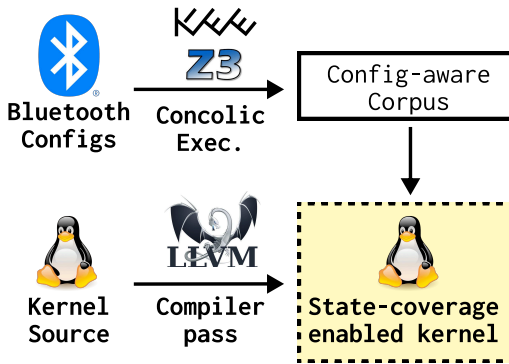 KLEE
Z3
Bluetooth
Configs
Concolic
Exec.
Config-aware
Corpus
LLVM
Kernel
Source
Compiler
pass
State-coverage
enabled kernel